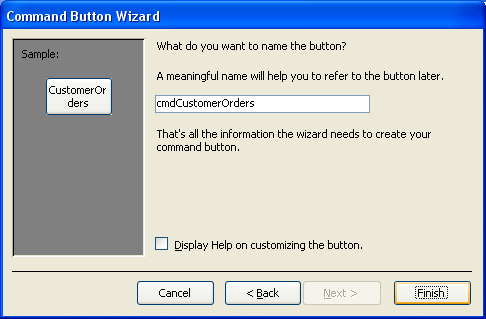 Command Button Wizard
Sample:
CustomerOr
ders
What do you want to name the button?
A meaningful name will help you to refer to the button later.
cmdCustomerOrders
That's all the information the wizard needs to create your
command button.
Display Help on customizing the button.
Cancel
< Back
Next >
Finish